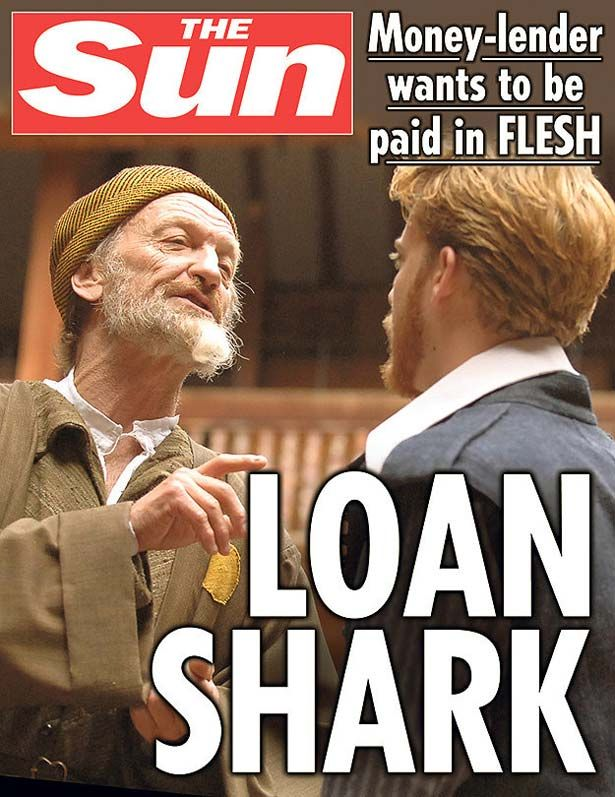 THE
Sun
Money-lender
wants to be
paid in FLESH
LOAN
SHARK